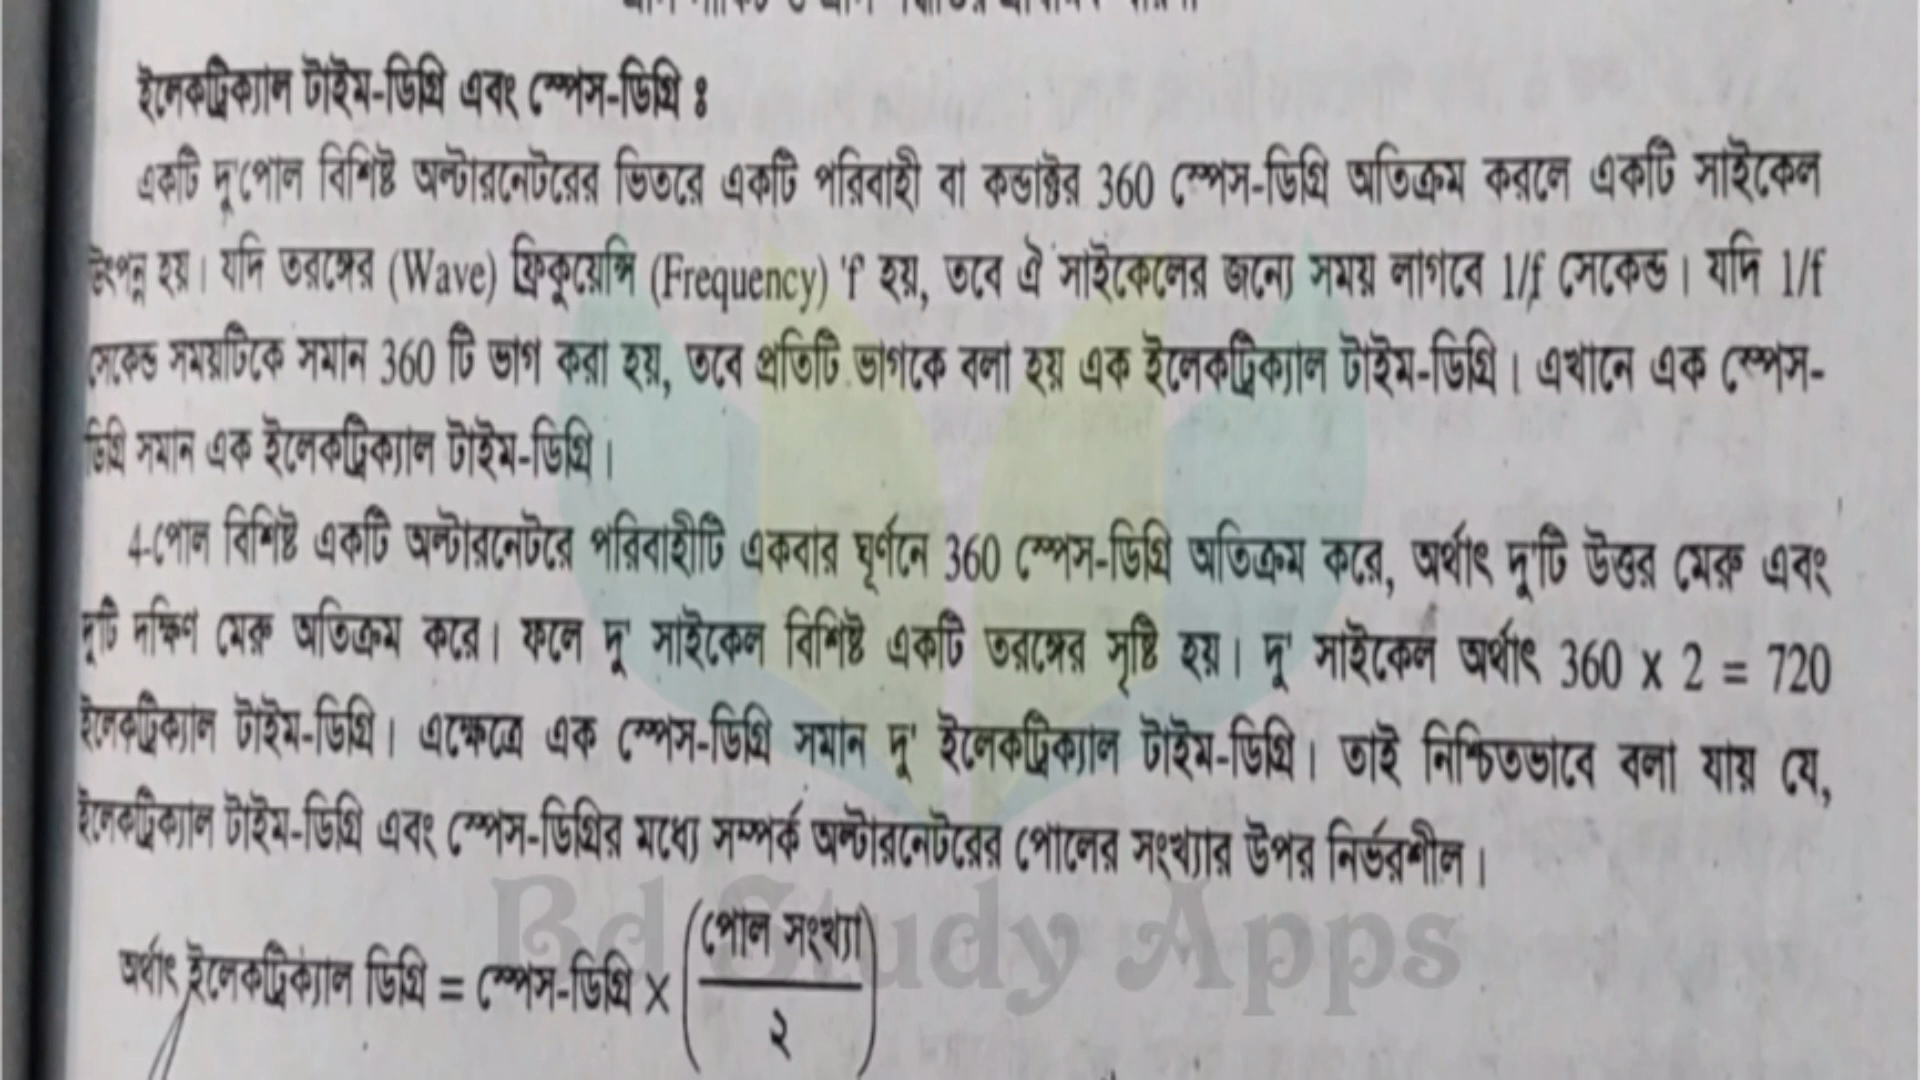 ইলেকট্রিক্যাল টাইম-ডিগ্রি এবং স্পেস-ডিগ্রি ঃ
একটি দু'পোল বিশিষ্ট অল্টারনেটরের ভিতরে একটি পরিবাহী বা কন্ডাক্টর 360 স্পেস-ডিগ্রি অতিক্রম করলে একটি সাইকেল
উৎপন্ন হয়। যদি তরঙ্গের (Wave) ফ্রিকুয়েন্সি (Frequency) 'f' হয়, তবে ঐ সাইকেলের জন্যে সময় লাগবে 1/f সেকেন্ড। যদি 1/f
সেকেন্ড সময়টিকে সমান 360 টি ভাগ করা হয়, তবে প্রতিটি ভাগকে বলা হয় এক ইলেকট্রিক্যাল টাইম-ডিগ্রি। এখানে এক স্পেস-
ডিগ্রি সমান এক ইলেকট্রিক্যাল টাইম-ডিগ্রি।
4-পোল বিশিষ্ট একটি অল্টারনেটরে পরিবাহীটি একবার ঘূর্ণনে 360 স্পেস-ডিগ্রি অতিক্রম করে, অর্থাৎ দু'টি উত্তর মেরু এবং
দুটি দক্ষিণ মেরু অতিক্রম করে। ফলে দু' সাইকেল বিশিষ্ট একটি তরঙ্গের সৃষ্টি হয়। দু' সাইকেল অর্থাৎ 360 x 2 = 720
ইলেকট্রিক্যাল টাইম-ডিগ্রি। এক্ষেত্রে এক স্পেস-ডিগ্রি সমান দু' ইলেকট্রিক্যাল টাইম-ডিগ্রি। তাই নিশ্চিতভাবে বলা যায় যে,
ইলেকট্রিক্যাল টাইম-ডিগ্রি এবং স্পেস-ডিগ্রির মধ্যে সম্পর্ক অল্টারনেটরের পোলের সংখ্যার উপর নির্ভরশীল।
অর্থাৎ ইলেকট্রিক্যাল ডিগ্রি = স্পেস-ডিগ্রি × (পোল সংখ্যা / ২)
Bd Study Apps